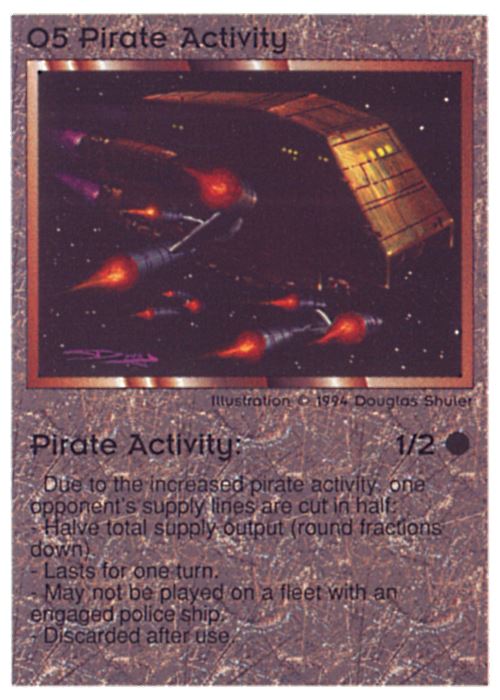 O5 Pirate Activity
Illustration © 1994 Douglas Shuler
Pirate Activity: 1/2
- Due to the increased pirate activity, one
opponent's supply lines are cut in half:
- Halve total supply output (round fractions
down).
- Lasts for one turn.
- May not be played on a fleet with an
engaged police ship.
- Discarded after use.